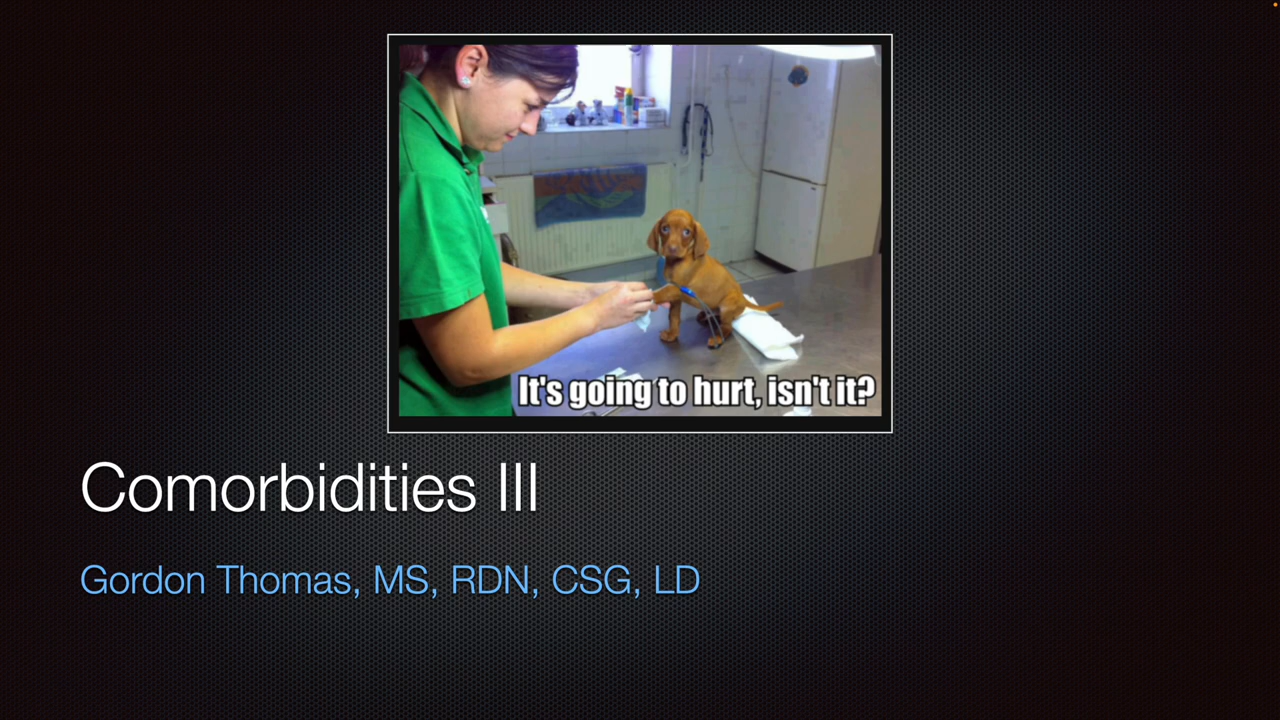 It's going to hurt, isn't it?
Comorbidities III
Gordon Thomas, MS, RDN, CSG, LD